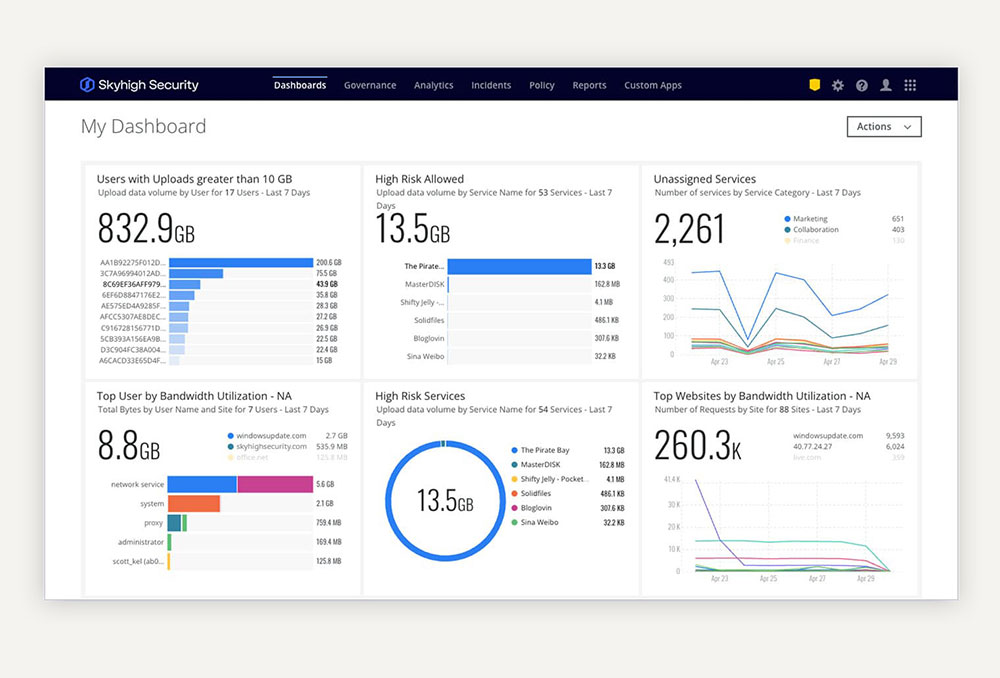 Skyhigh Security
Dashboards Governance Analytics Incidents Policy Reports Custom Apps
My Dashboard
Actions
Users with Uploads greater than 10 GB
Upload data volume by User for 17 Users - Last 7 Days
832.9GB
AA1B92275F012D... 200.6 GB
3C7A96994012AD... 75.5 GB
8C69EF36AFF979... 43.9 GB
6EF6D8847176E2... 35.8 GB
AE575ED4A9285F... 28.3 GB
AFCC5307AE8DEC... 27.2 GB
C916728156771D... 26.9 GB
5CB393A156EA9B... 22.5 GB
D3C904FC38A004... 22.4 GB
A6CACD33E65D4F... 15 GB
High Risk Allowed
Upload data volume by Service Name for 53 Services - Last 7
Days
13.5GB
The Pirate... 13.3 GB
MasterDISK 162.8 MB
Shifty Jelly -... 4.1 MB
Solidfiles 486.1 KB
Bloglovin 307.6 KB
Sina Weibo 32.2 KB
Unassigned Services
Number of services by Service Category - Last 7 Days
2,261
Marketing 651
Collaboration 403
Finance 130
493
400
300
200
100
0
Apr 23 Apr 25 Apr 27 Apr 29
Top User by Bandwidth Utilization - NA
Total Bytes by User Name and Site for 7 Users - Last 7 Days
8.8GB
windowsupdate.com 2.7 GB
skyhighsecurity.com 535.9 MB
office.net 125.8 MB
network service 5.6 GB
system 2.1 GB
proxy 759.4 MB
administrator 169.4 MB
scott_kel (ab0... 125.8 MB
High Risk Services
Upload data volume by Service Name for 54 Services - Last 7
Days
13.5GB
The Pirate Bay 13.3 GB
MasterDISK 162.8 MB
Shifty Jelly - Pocket... 4.1 MB
Solidfiles 486.1 KB
Bloglovin 307.6 KB
Sina Weibo 32.2 KB
Top Websites by Bandwidth Utilization - NA
Number of Requests by Site for 88 Sites - Last 7 Days
260.3K
windowsupdate.com 9,593
40.77.24.27 6,024
live.com 359
41.4 K
30 K
20 K
10 K
0
Apr 23 Apr 25 Apr 27 Apr 29